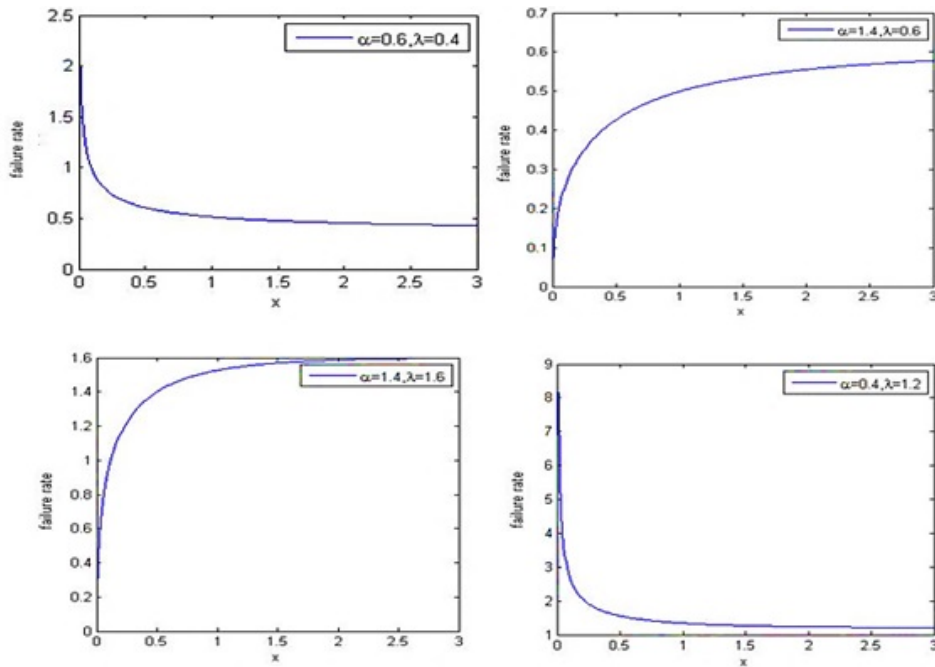 2.5
2
1.5
1
0.5
0
failure rate
α=0.6,λ=0.4
0 0.5 1 1.5 2 2.5 3
x
0.7
0.6
0.5
0.4
0.3
0.2
0.1
0
failure rate
α=1.4,λ=0.6
0 0.5 1 1.5 2 2.5 3
x
1.6
1.4
1.2
1
0.8
0.6
0.4
0.2
0
failure rate
α=1.4,λ=1.6
0 0.5 1 1.5 2 2.5 3
x
9
8
7
6
5
4
3
2
1
failure rate
α=0.4,λ=1.2
0 0.5 1 1.5 2 2.5 3
x